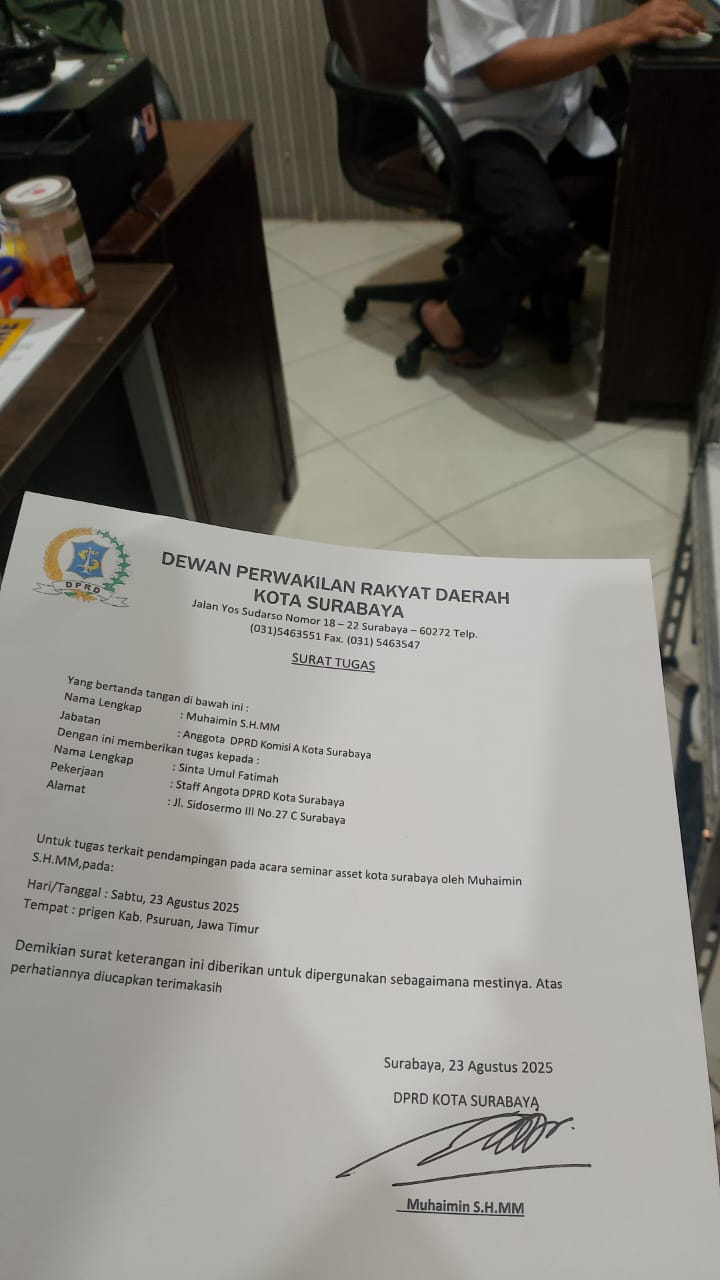 DPRD
DEWAN PERWAKILAN RAKYAT DAERAH
KOTA SURABAYA
Jalan Yos Sudarso Nomor 18 – 22 Surabaya – 60272 Telp.
(031)5463551 Fax. (031) 5463547
SURAT TUGAS
Yang bertanda tangan di bawah ini :
Nama Lengkap : Muhaimin S.H.MM
Jabatan : Anggota DPRD Komisi A Kota Surabaya
Dengan ini memberikan tugas kepada :
Nama Lengkap : Sinta Umul Fatimah
Pekerjaan : Staff Angota DPRD Kota Surabaya
Alamat : Jl. Sidosermo III No.27 C Surabaya
Untuk tugas terkait pendampingan pada acara seminar asset kota surabaya oleh Muhaimin
S.H.MM,pada:
Hari/Tanggal : Sabtu, 23 Agustus 2025
Tempat : prigen Kab. Psuruan, Jawa Timur
Demikian surat keterangan ini diberikan untuk dipergunakan sebagaimana mestinya. Atas
perhatiannya diucapkan terimakasih
Surabaya, 23 Agustus 2025
DPRD KOTA SURABAYA
Muhaimin S.H.MM